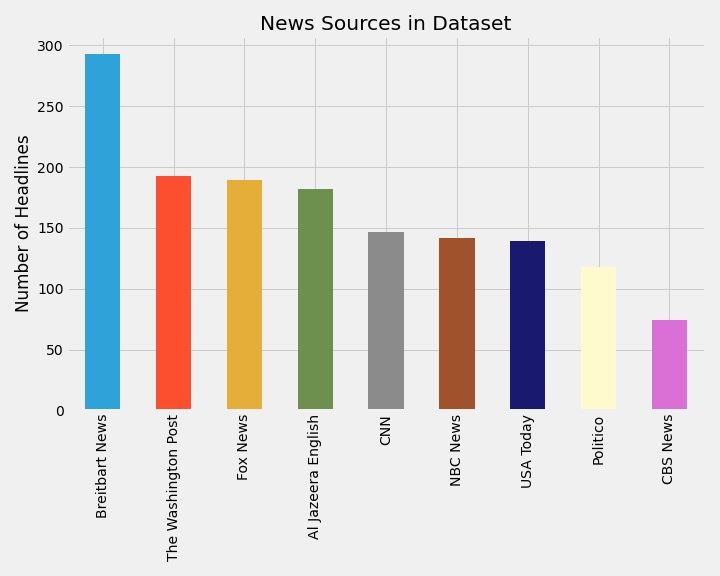 News Sources in Dataset
Number of Headlines
300
250
200
150
100
50
0
Breitbart News
The Washington Post
Fox News
Al Jazeera English
CNN
NBC News
USA Today
Politico
CBS News